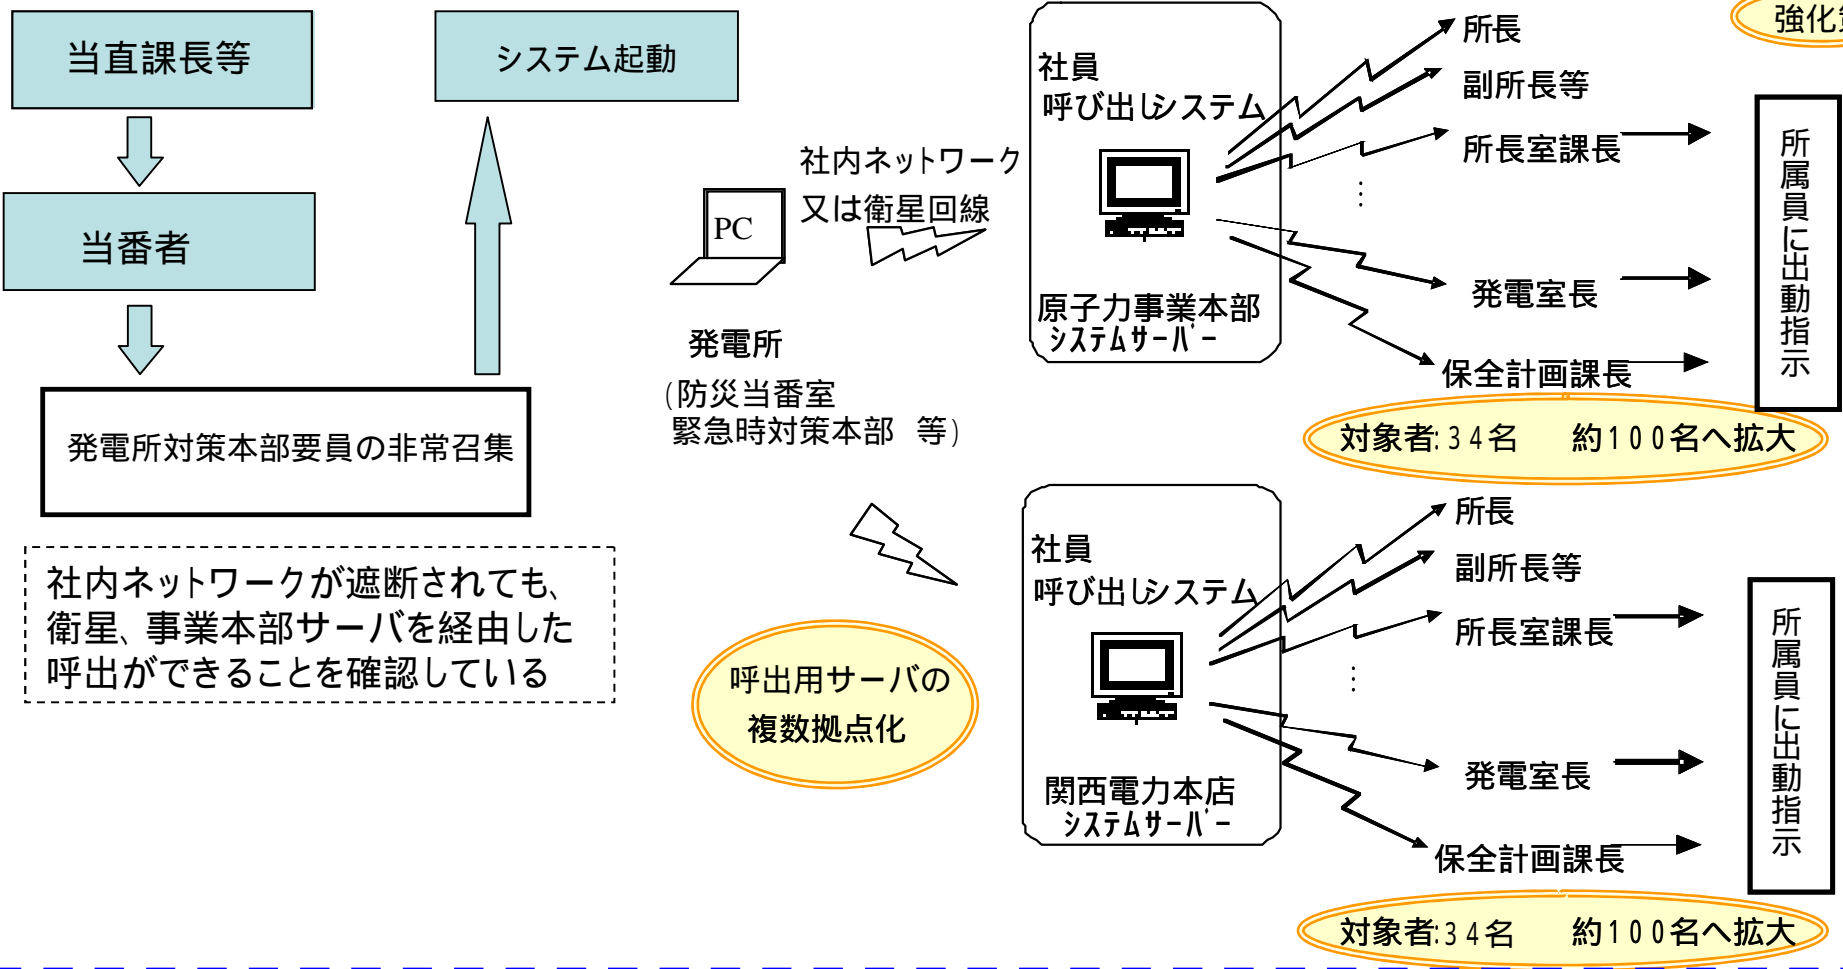 当直課長等
システム起動
当番者
発電所対策本部要員の非常召集
社内ネットワークが遮断されても、
衛星、事業本部サーバを経由した
呼出ができることを確認している
PC
社内ネットワーク
又は衛星回線
発電所
(防災当番室
緊急時対策本部 等)
呼出用サーバの
複数拠点化
社員
呼び出しシステム
原子力事業本部
システムサーバー
所長
副所長等
所長室課長
…
発電室長
保全計画課長
所属員に出動指示
対象者:34名 約100名へ拡大
社員
呼び出しシステム
関西電力本店
システムサーバー
所長
副所長等
所長室課長
…
発電室長
保全計画課長
所属員に出動指示
対象者:34名 約100名へ拡大
強化